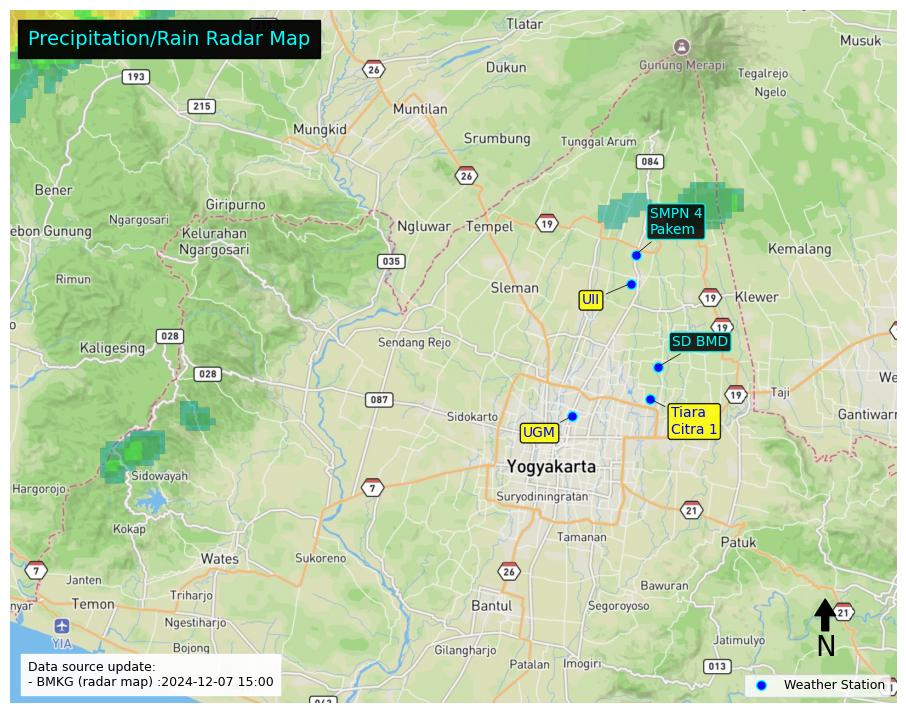 Precipitation/Rain Radar Map
Tlatar
Musuk
26
193
Dukun
Gunung Merapi
Tegalrejo
Ngelo
215
Muntilan
Mungkid
Srumbung
Tunggal Arum
084
26
Bener
Giripurno
Ngargosari
ebon Gunung
Kelurahan
Ngargosari
Ngluwar
Tempel
19
SMPN 4
Pakem
Kemalang
035
Rimun
Sleman
UII
19
Klewer
19
028
Kaligesing
Sendang Rejo
SD BMD
We
028
087
19
Taji
Sidokarto
Tiara
Citra 1
Gantiwarn
UGM
Yogyakarta
Sidowayah
Hargorojo
7
Suryodiningratan
21
Kokap
Tamanan
Patuk
Wates
Sukoreno
7
26
Janten
Bawuran
Triharjo
nyar
Temon
Bantul
Segoroyoso
21
Ngestiharjo
YIA
N
Bojong
Gilangharjo
Jatimulyo
Patalan
Imogiri
013
Data source update:
- BMKG (radar map) :2024-12-07 15:00
Weather Station